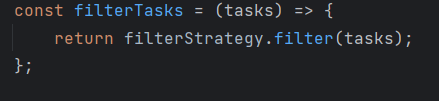 const filterTasks = (tasks) => {
    return filterStrategy.filter(tasks);
};